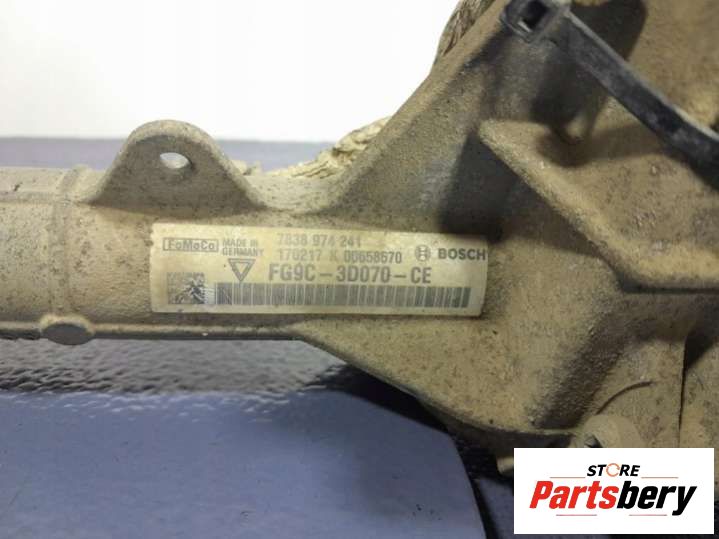 FoMoCo MADE IN GERMANY 7838 974 241
170217 K 00658670 BOSCH
FG9C-3D070-CE
STORE
Partsbery